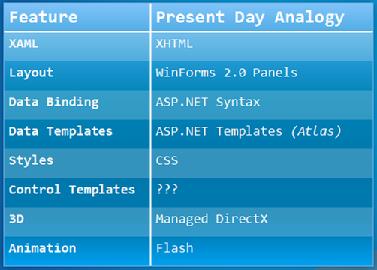 Feature Present Day Analogy
XAML XHTML
Layout WinForms 2.0 Panels
Data Binding ASP.NET Syntax
Data Templates ASP.NET Templates (Atlas)
Styles CSS
Control Templates ???
3D Managed DirectX
Animation Flash